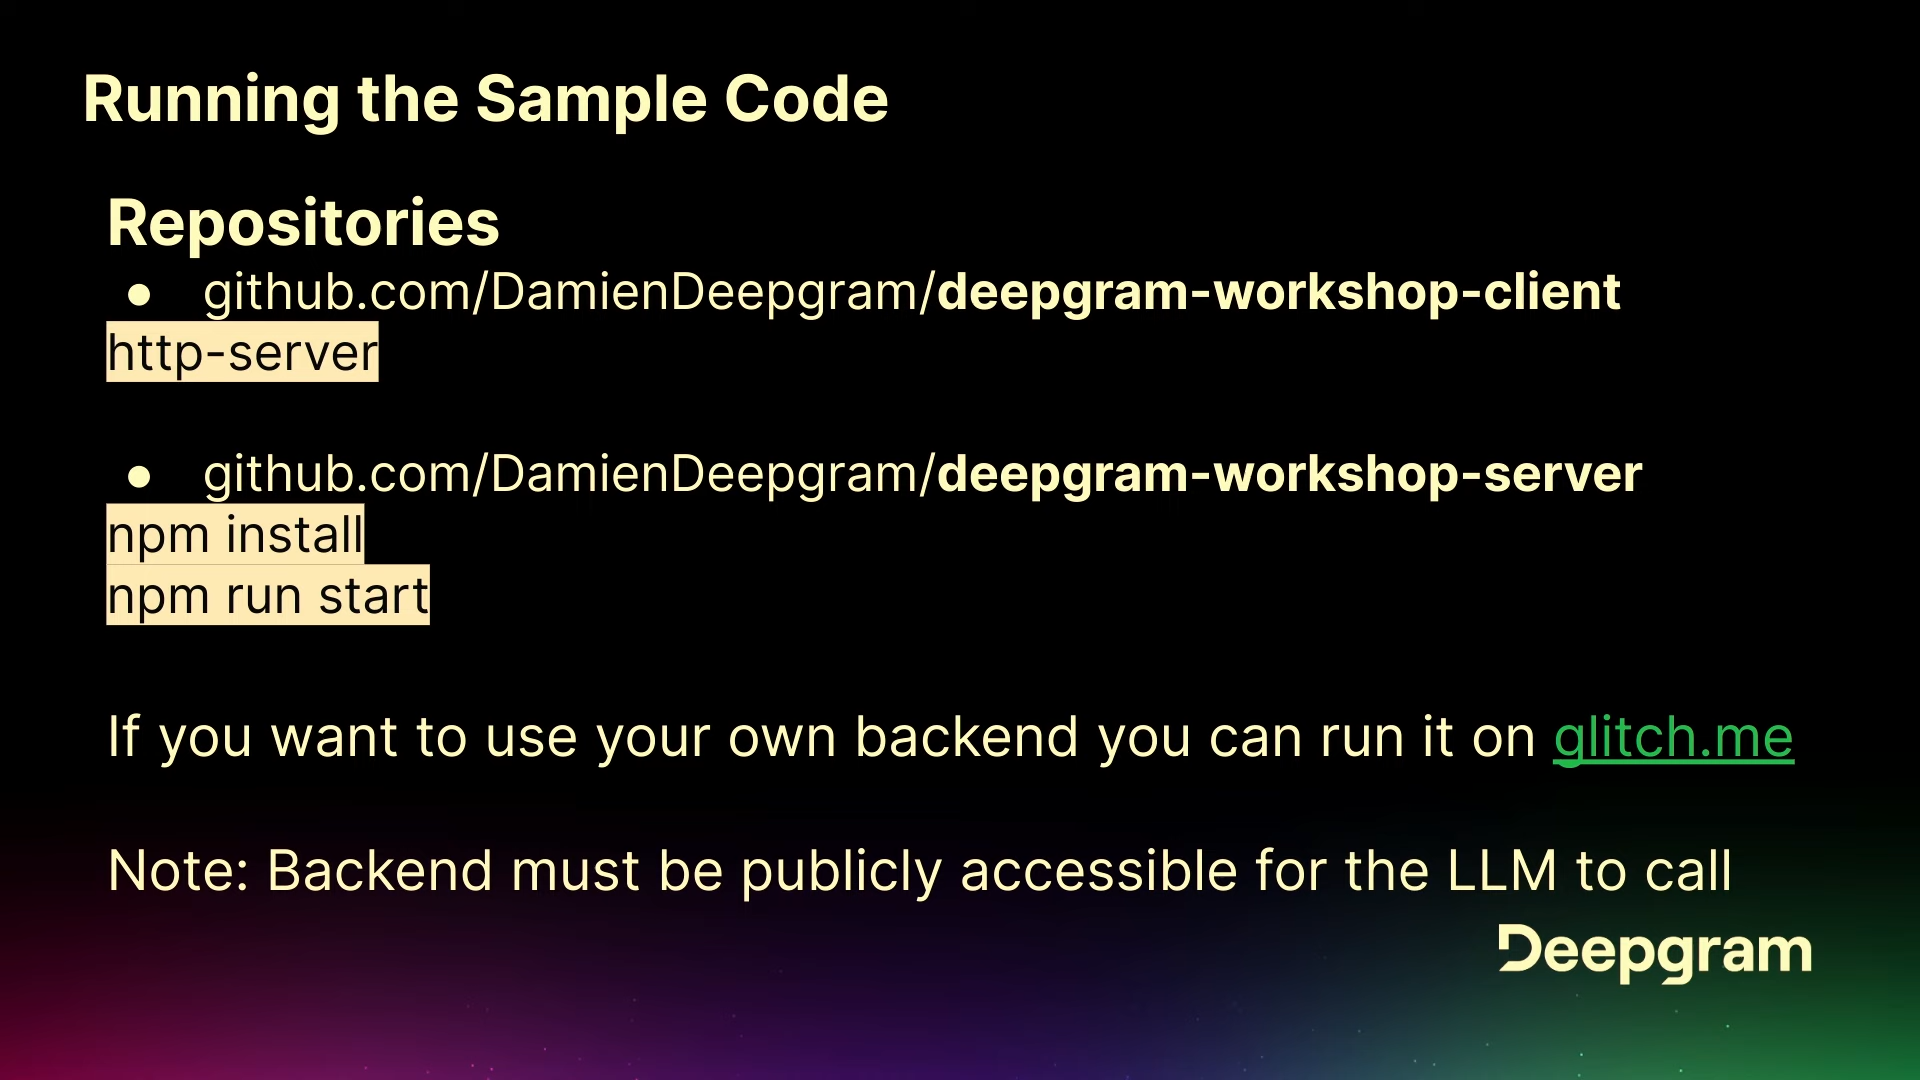 Running the Sample Code
Repositories
● github.com/DamienDeepgram/deepgram-workshop-client
http-server
● github.com/DamienDeepgram/deepgram-workshop-server
npm install
npm run start
If you want to use your own backend you can run it on glitch.me
Note: Backend must be publicly accessible for the LLM to call
Deepgram